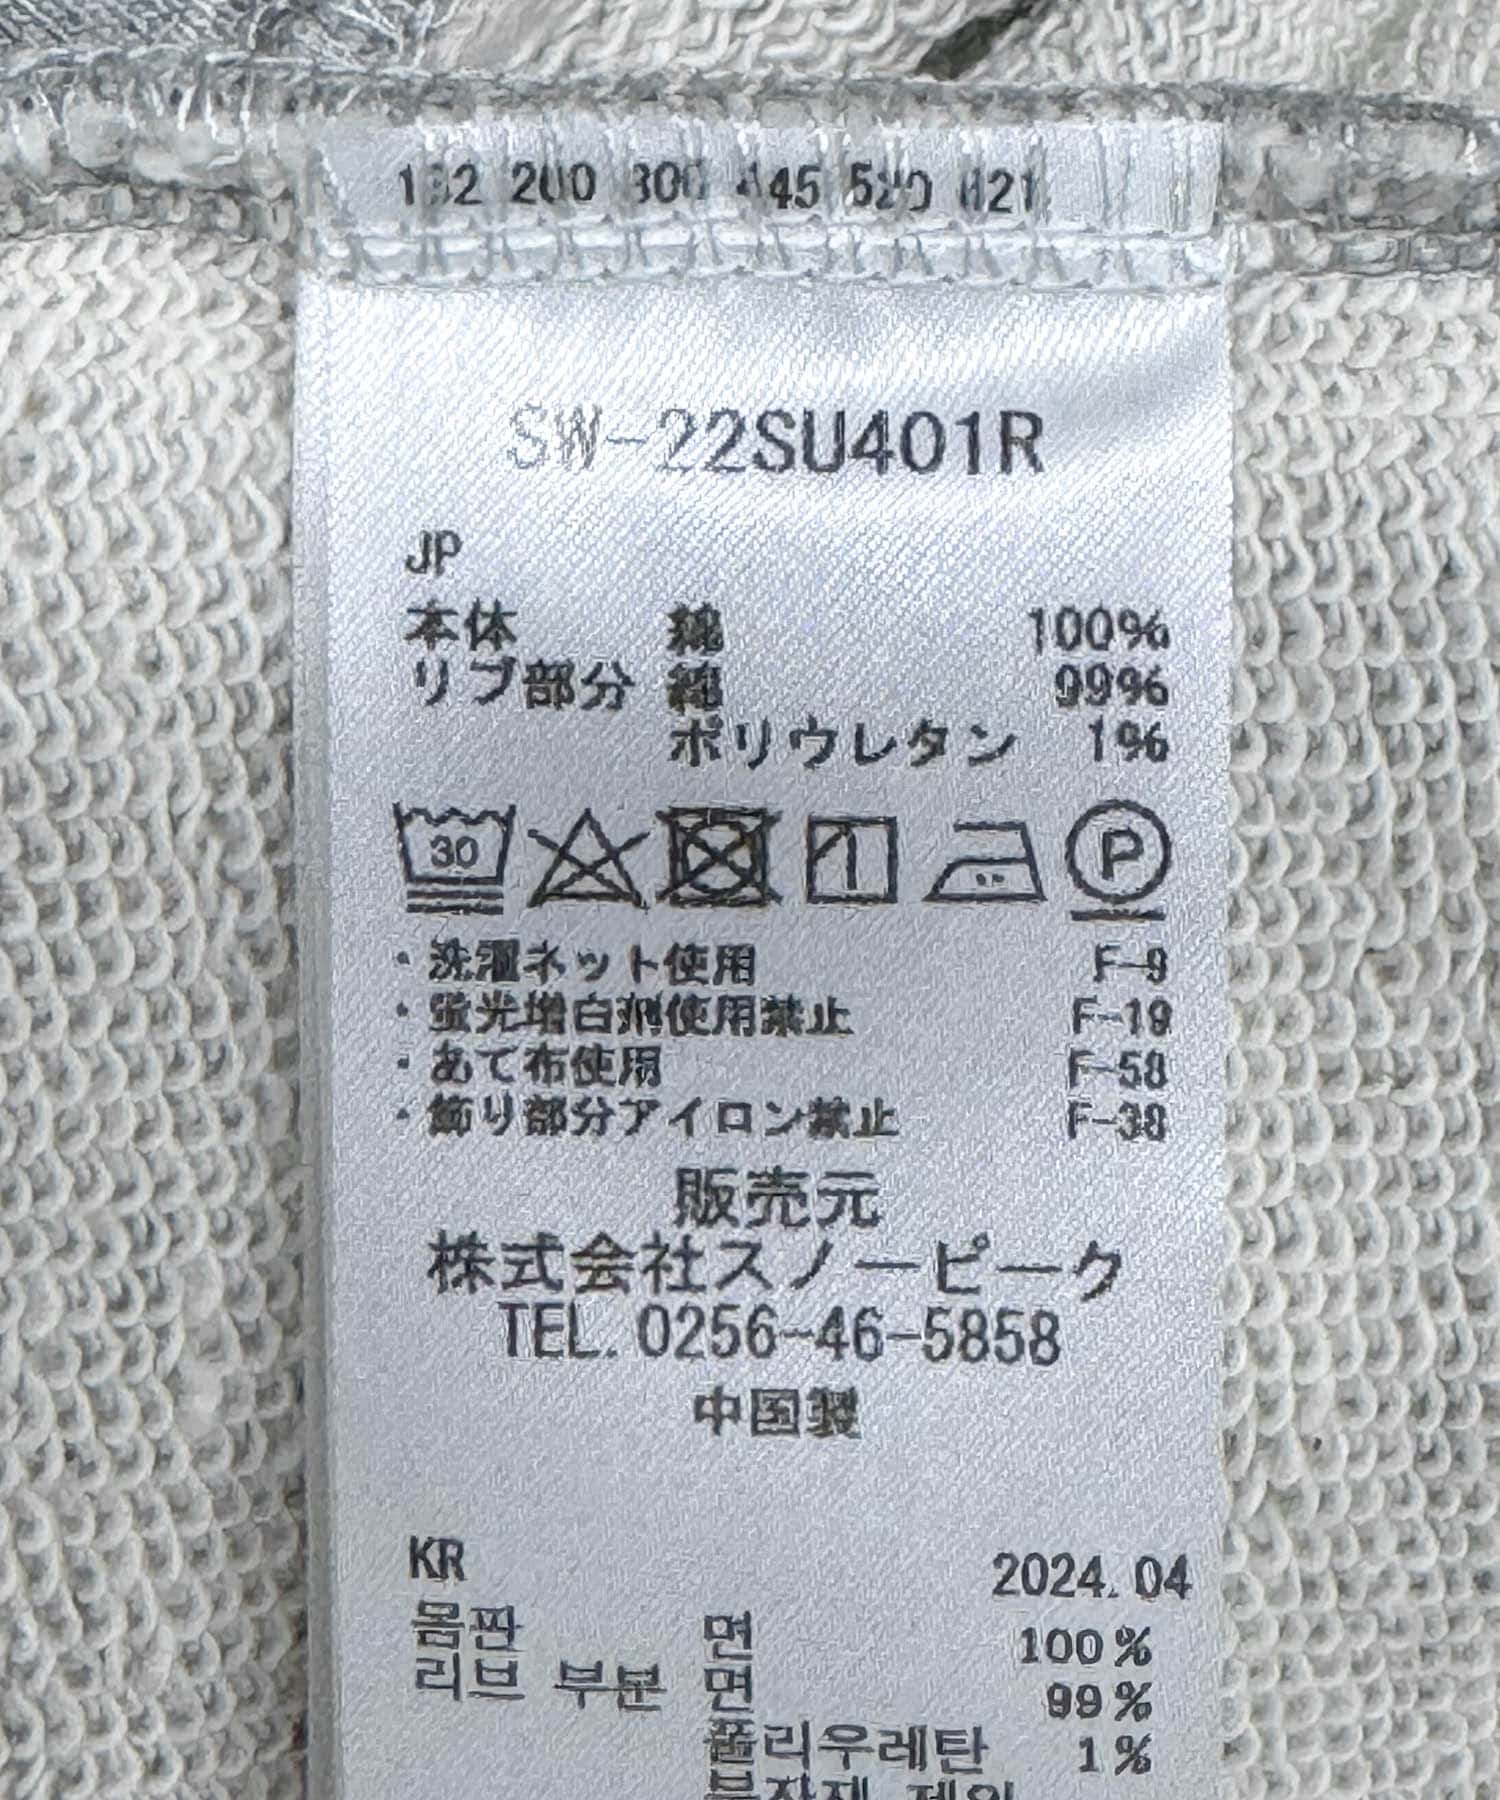 200
SW-22SU401R
JP
本体 綿 100%
リブ部分 綿 99%
ポリウレタン 1%
30
P
・洗濯ネット使用 F-9
・蛍光増白剤使用禁止 F-19
・あて布使用 F-58
・飾り部分アイロン禁止 F-38
販売元
株式会社スノーピーク
TEL. 0256-46-5858
中国製
KR 2024.04
몸판 면 100%
리브 부분 면 99%
폴리우레탄 1%